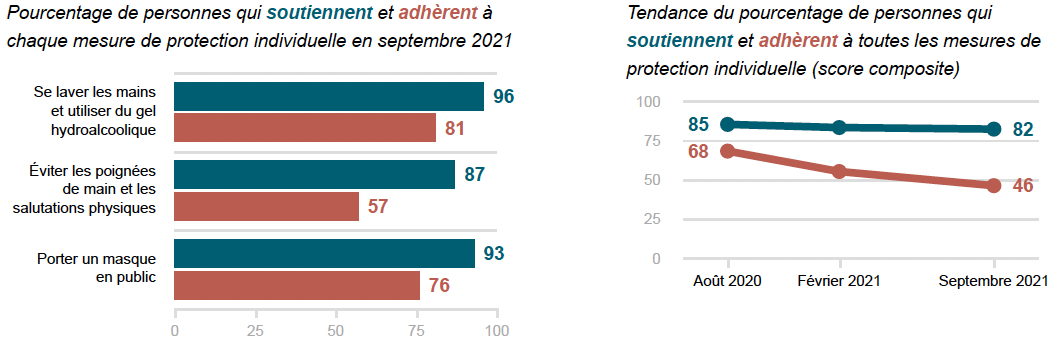 Pourcentage de personnes qui soutiennent et adhèrent à
chaque mesure de protection individuelle en septembre 2021
Se laver les mains
et utiliser du gel
hydroalcoolique
96
81
Éviter les poignées
de main et les
salutations physiques
87
57
Porter un masque
en public
93
76
0 25 50 75 100
Tendance du pourcentage de personnes qui
soutiennent et adhèrent à toutes les mesures de
protection individuelle (score composite)
100
75
50
25
0
85 82
68 46
Août 2020 Février 2021 Septembre 2021